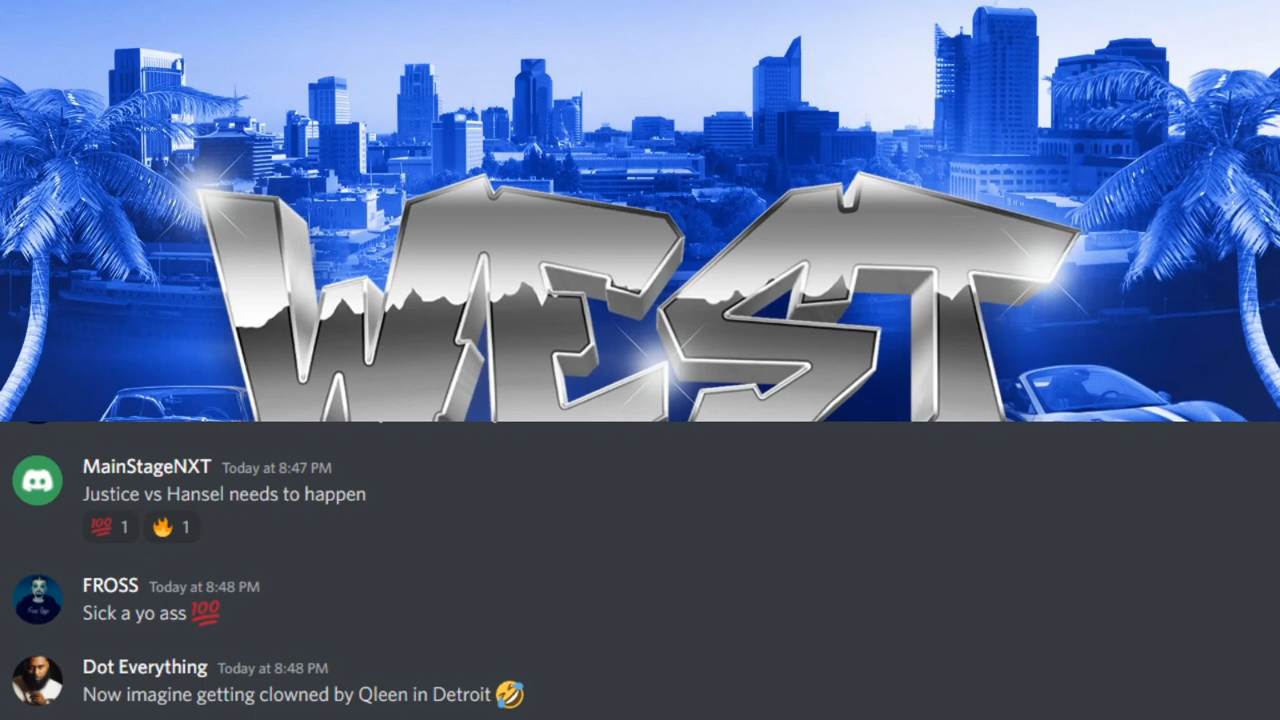 WEST
MainStageNXT Today at 8:47 PM
Justice vs Hansel needs to happen
💯 1 🔥 1
FROSS Today at 8:48 PM
Sick a yo ass 💯
Dot Everything Today at 8:48 PM
Now imagine getting clowned by Qleen in Detroit 🤣